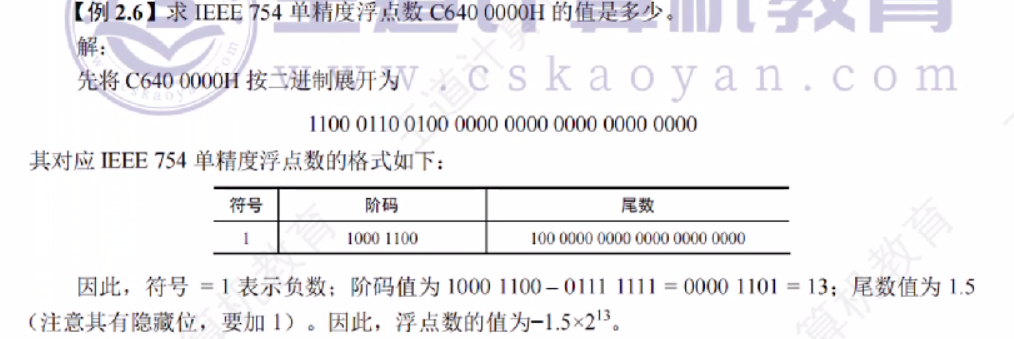 【例 2.6】求 IEEE 754 单精度浮点数 C640 0000H 的值是多少。
解：
先将 C640 0000H 按二进制展开为
www.cskaoyan.com
1100 0110 0100 0000 0000 0000 0000 0000
其对应 IEEE 754 单精度浮点数的格式如下：
符号 阶码 尾数
1 1000 1100 100 0000 0000 0000 0000 0000
因此，符号 = 1 表示负数；阶码值为 1000 1100 – 0111 1111 = 0000 1101 = 13；尾数值为 1.5
（注意其有隐藏位，要加 1）。因此，浮点数的值为−1.5×2¹³。